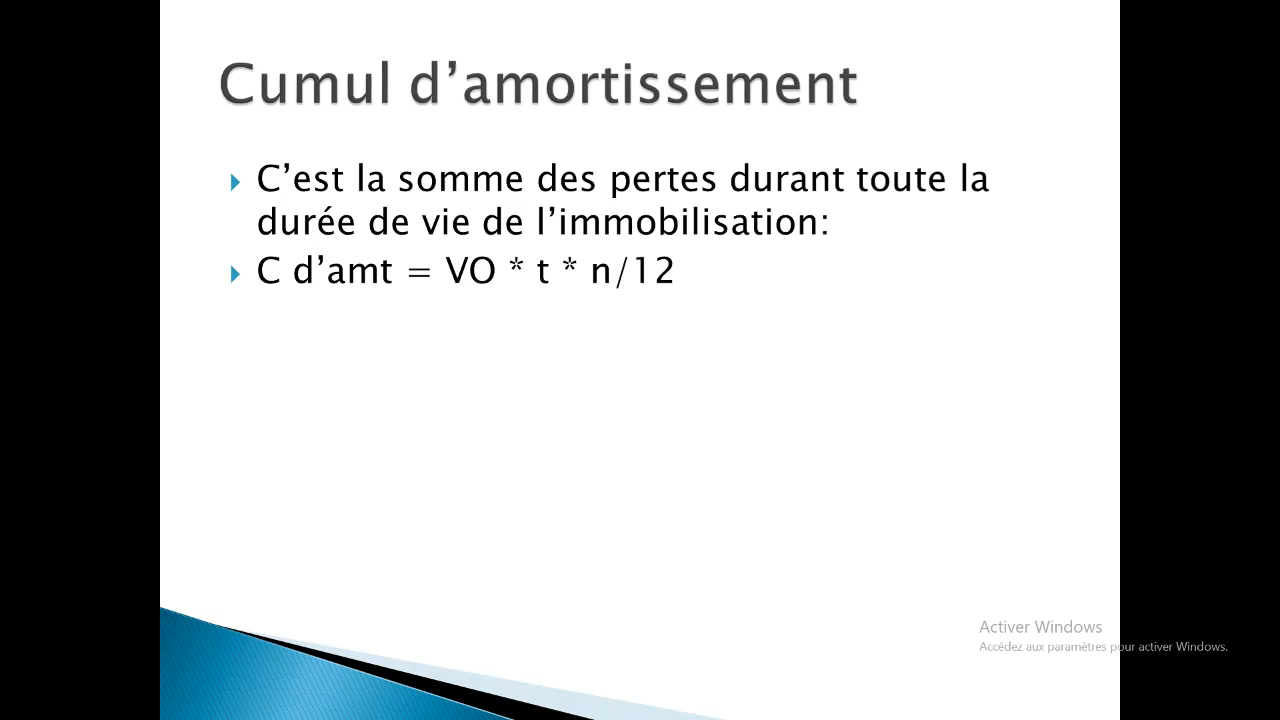 Cumul d’amortissement
C’est la somme des pertes durant toute la
durée de vie de l’immobilisation:
C d’amt = VO * t * n/12
Activer Windows
Accédez aux paramètres pour activer Windows.